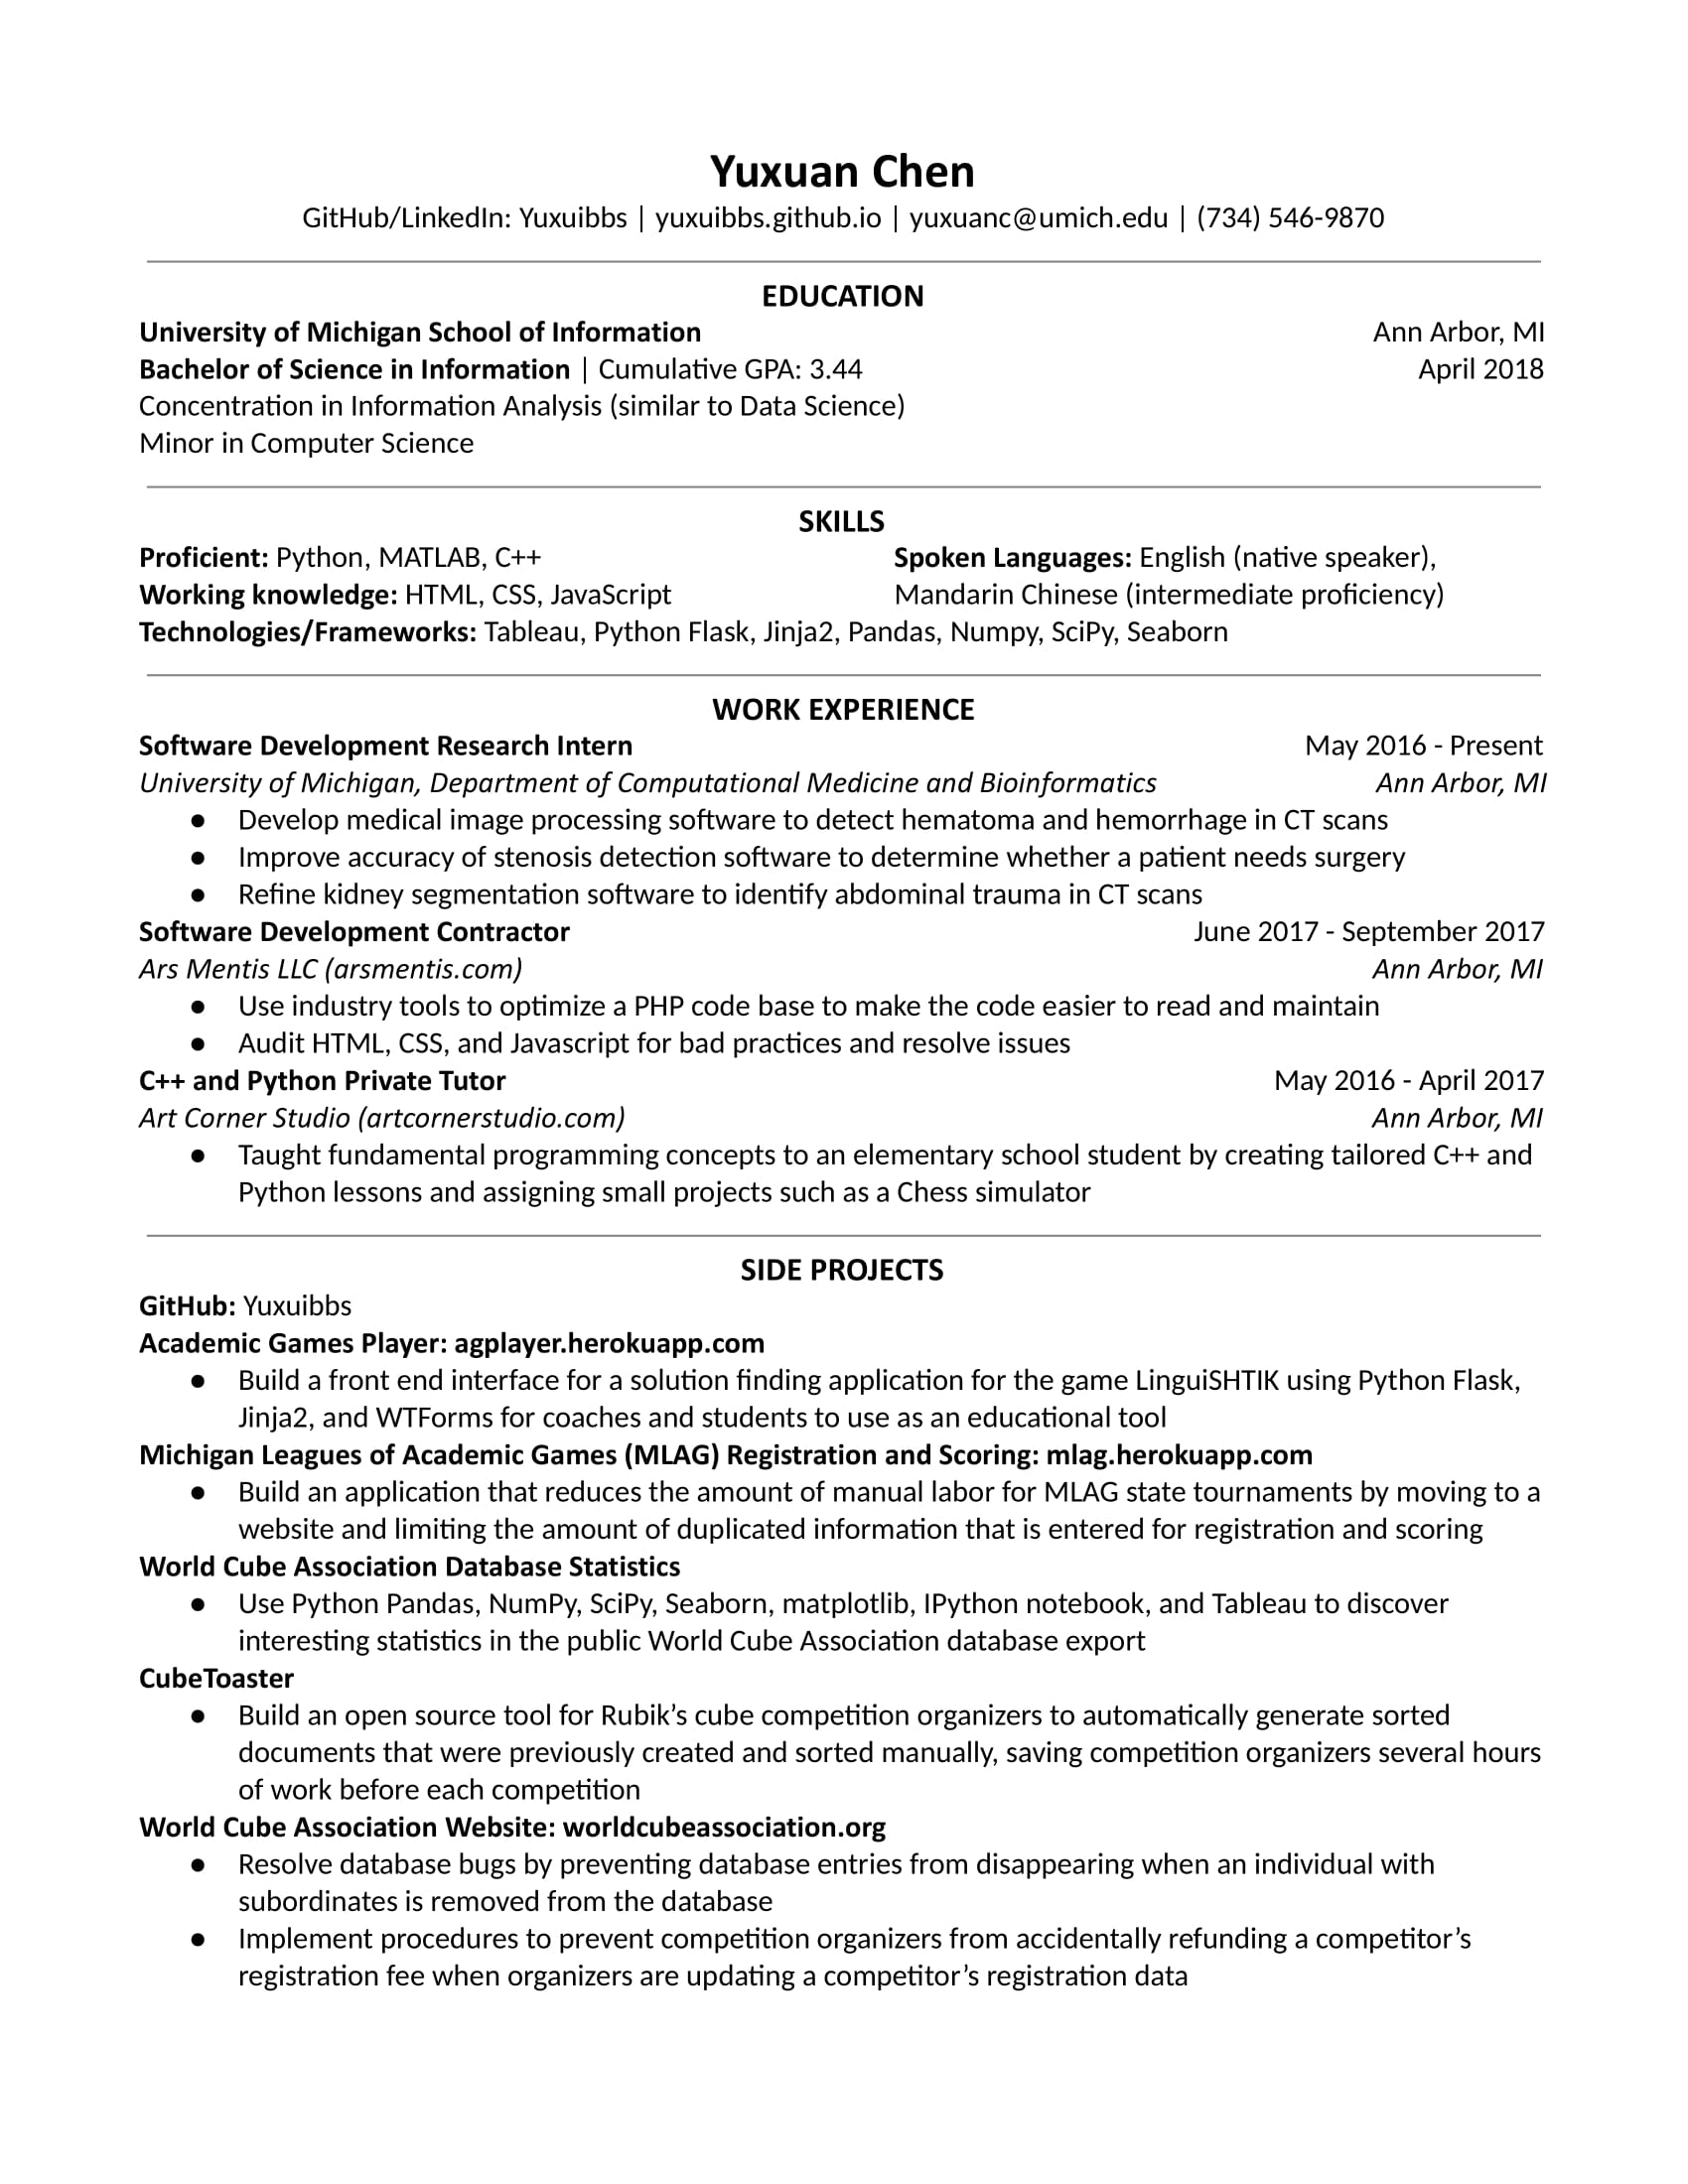 Yuxuan Chen
GitHub/LinkedIn: Yuxuibbs | yuxuibbs.github.io | yuxuanc@umich.edu | (734) 546-9870
EDUCATION
University of Michigan School of Information Ann Arbor, MI
Bachelor of Science in Information | Cumulative GPA: 3.44 April 2018
Concentration in Information Analysis (similar to Data Science)
Minor in Computer Science
SKILLS
Proficient: Python, MATLAB, C++ Spoken Languages: English (native speaker),
Working knowledge: HTML, CSS, JavaScript Mandarin Chinese (intermediate proficiency)
Technologies/Frameworks: Tableau, Python Flask, Jinja2, Pandas, Numpy, SciPy, Seaborn
WORK EXPERIENCE
Software Development Research Intern May 2016 - Present
University of Michigan, Department of Computational Medicine and Bioinformatics Ann Arbor, MI
● Develop medical image processing software to detect hematoma and hemorrhage in CT scans
● Improve accuracy of stenosis detection software to determine whether a patient needs surgery
● Refine kidney segmentation software to identify abdominal trauma in CT scans
Software Development Contractor June 2017 - September 2017
Ars Mentis LLC (arsmentis.com) Ann Arbor, MI
● Use industry tools to optimize a PHP code base to make the code easier to read and maintain
● Audit HTML, CSS, and Javascript for bad practices and resolve issues
C++ and Python Private Tutor May 2016 - April 2017
Art Corner Studio (artcornerstudio.com) Ann Arbor, MI
● Taught fundamental programming concepts to an elementary school student by creating tailored C++ and
Python lessons and assigning small projects such as a Chess simulator
SIDE PROJECTS
GitHub: Yuxuibbs
Academic Games Player: agplayer.herokuapp.com
● Build a front end interface for a solution finding application for the game LinguiSHTIK using Python Flask,
Jinja2, and WTForms for coaches and students to use as an educational tool
Michigan Leagues of Academic Games (MLAG) Registration and Scoring: mlag.herokuapp.com
● Build an application that reduces the amount of manual labor for MLAG state tournaments by moving to a
website and limiting the amount of duplicated information that is entered for registration and scoring
World Cube Association Database Statistics
● Use Python Pandas, NumPy, SciPy, Seaborn, matplotlib, IPython notebook, and Tableau to discover
interesting statistics in the public World Cube Association database export
CubeToaster
● Build an open source tool for Rubik’s cube competition organizers to automatically generate sorted
documents that were previously created and sorted manually, saving competition organizers several hours
of work before each competition
World Cube Association Website: worldcubeassociation.org
● Resolve database bugs by preventing database entries from disappearing when an individual with
subordinates is removed from the database
● Implement procedures to prevent competition organizers from accidentally refunding a competitor’s
registration fee when organizers are updating a competitor’s registration data